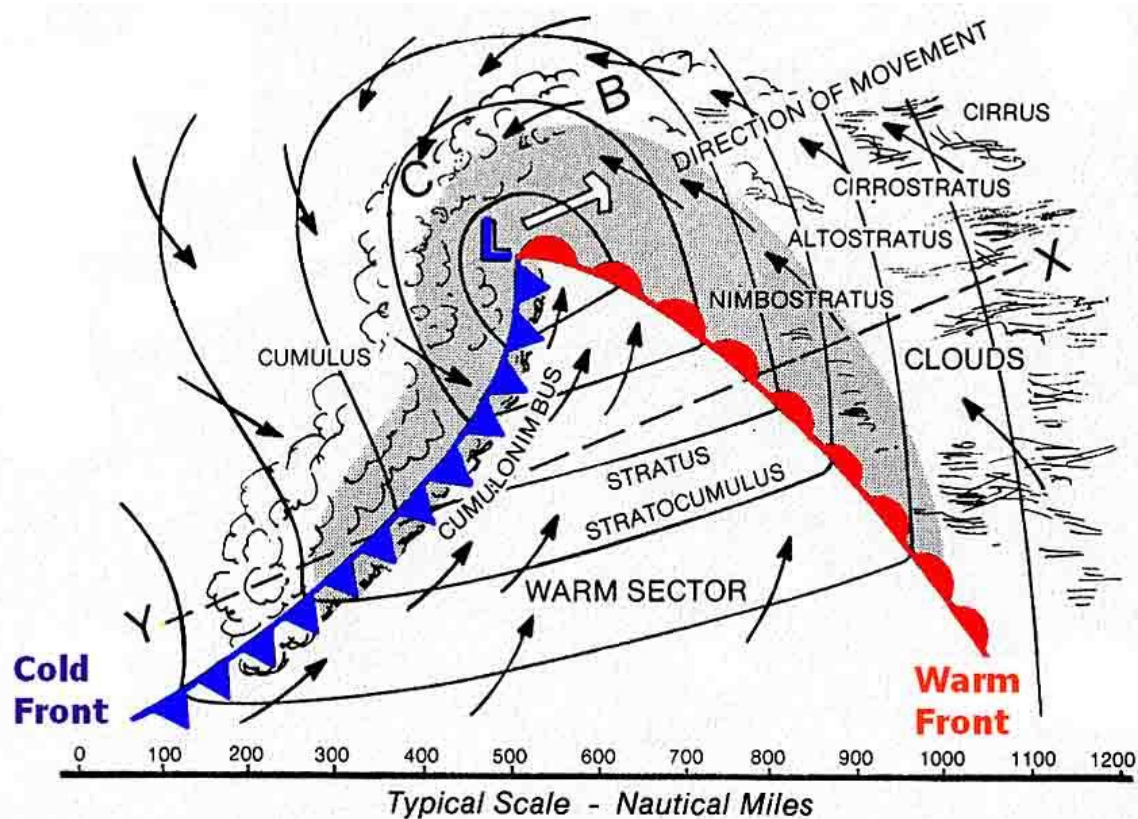 B
DIRECTION OF MOVEMENT
CIRRUS
C
CIRROSTRATUS
L
ALTOSTRATUS
X
NIMBOSTRATUS
CUMULUS
CLOUDS
CUMULONIMBUS
STRATUS
STRATOCUMULUS
WARM SECTOR
Y
Cold
Front
Warm
Front
0 100 200 300 400 500 600 700 800 900 1000 1100 1200
Typical Scale - Nautical Miles